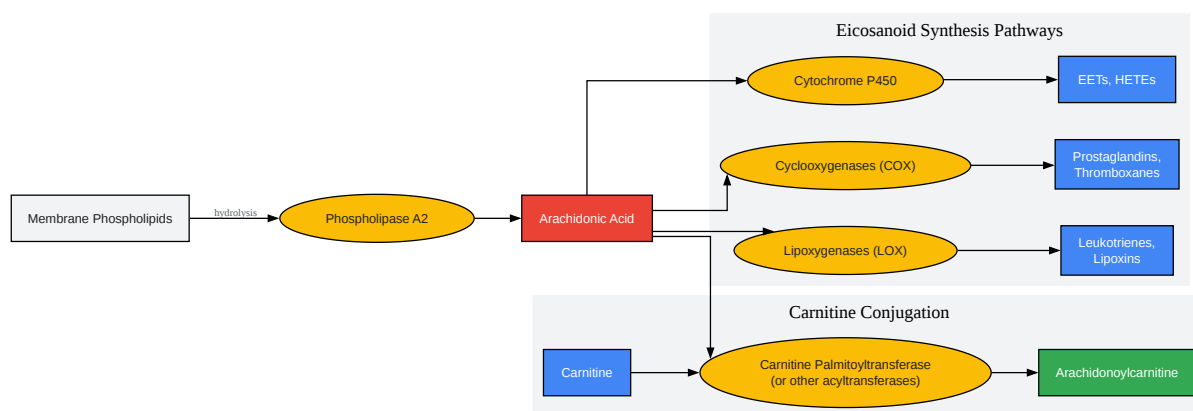 Eicosanoid Synthesis Pathways
Cytochrome P450
EETs, HETEs
Cyclooxygenases (COX)
Prostaglandins,
Thromboxanes
Membrane Phospholipids
hydrolysis
Phospholipase A2
Arachidonic Acid
Lipoxygenases (LOX)
Leukotrienes,
Lipoxins
Carnitine Conjugation
Carnitine
Carnitine Palmitoyltransferase
(or other acyltransferases)
Arachidonoylcarnitine